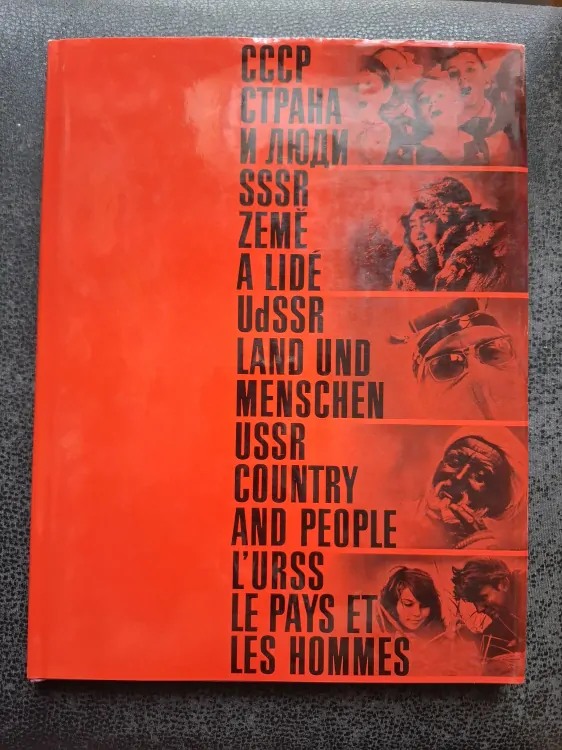 СССР
СТРАНА
И ЛЮДИ
SSSR
ZEMĚ
A LIDÉ
UdSSR
LAND UND
MENSCHEN
USSR
COUNTRY
AND PEOPLE
L'URSS
LE PAYS ET
LES HOMMES